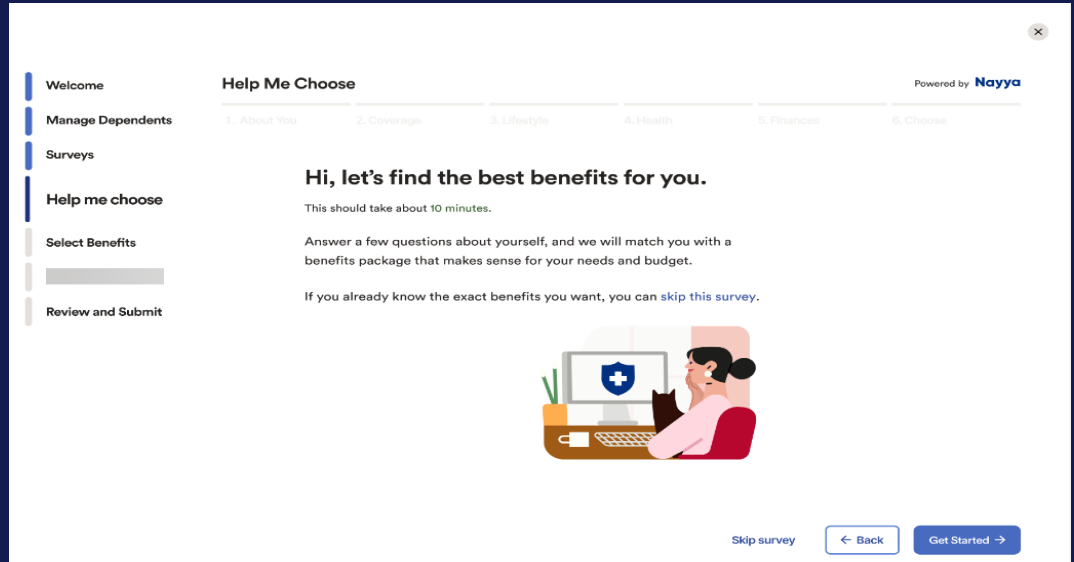 Welcome
Manage Dependents
Surveys
Help me choose
Select Benefits
Review and Submit
Help Me Choose
Powered by Nayya
1. About You
2. Coverage
3. Lifestyle
4. Health
5. Finances
6. Choose
Hi, let's find the best benefits for you.
This should take about 10 minutes.
Answer a few questions about yourself, and we will match you with a
benefits package that makes sense for your needs and budget.
If you already know the exact benefits you want, you can skip this survey.
Skip survey
← Back
Get Started →